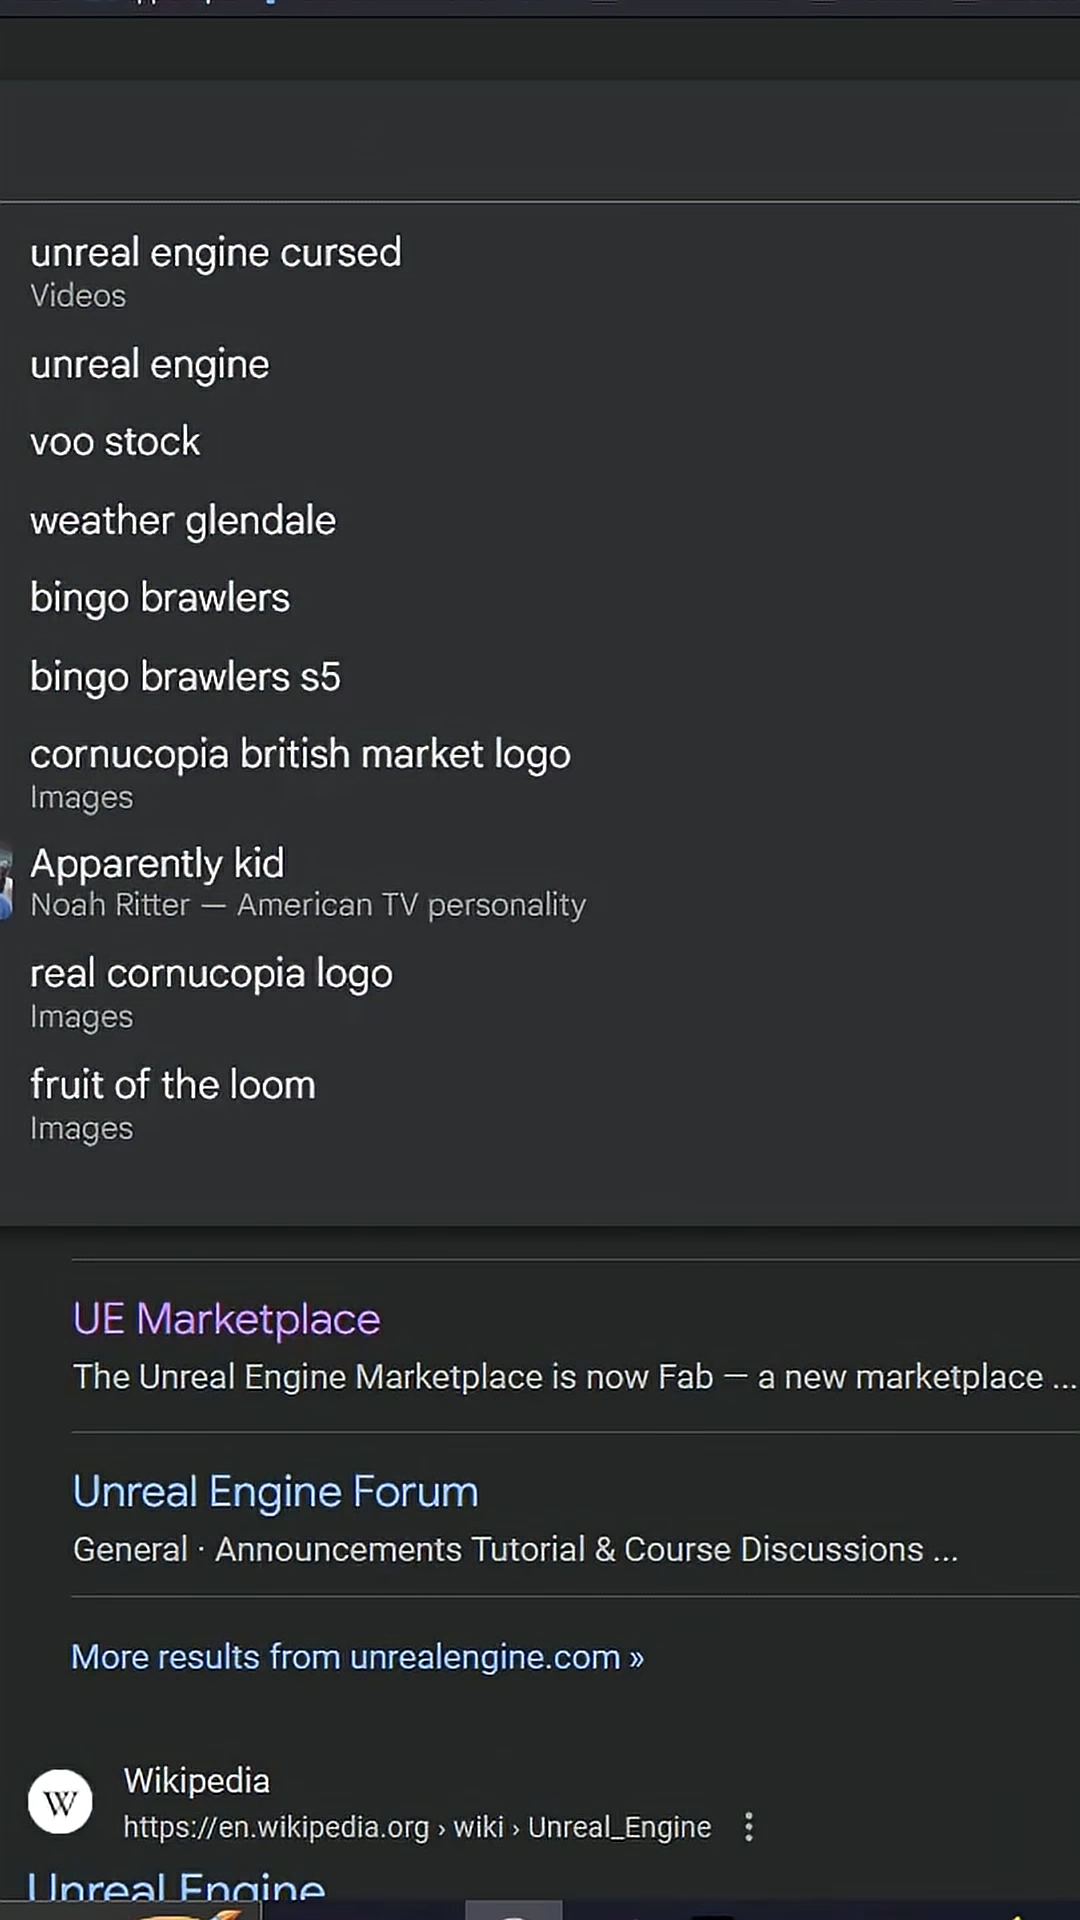 unreal engine cursed
Videos
unreal engine
voo stock
weather glendale
bingo brawlers
bingo brawlers s5
cornucopia british market logo
Images
Apparently kid
Noah Ritter — American TV personality
real cornucopia logo
Images
fruit of the loom
Images
UE Marketplace
The Unreal Engine Marketplace is now Fab — a new marketplace ...
Unreal Engine Forum
General · Announcements Tutorial & Course Discussions ...
More results from unrealengine.com »
W
Wikipedia
https://en.wikipedia.org › wiki › Unreal_Engine
Unreal Engine